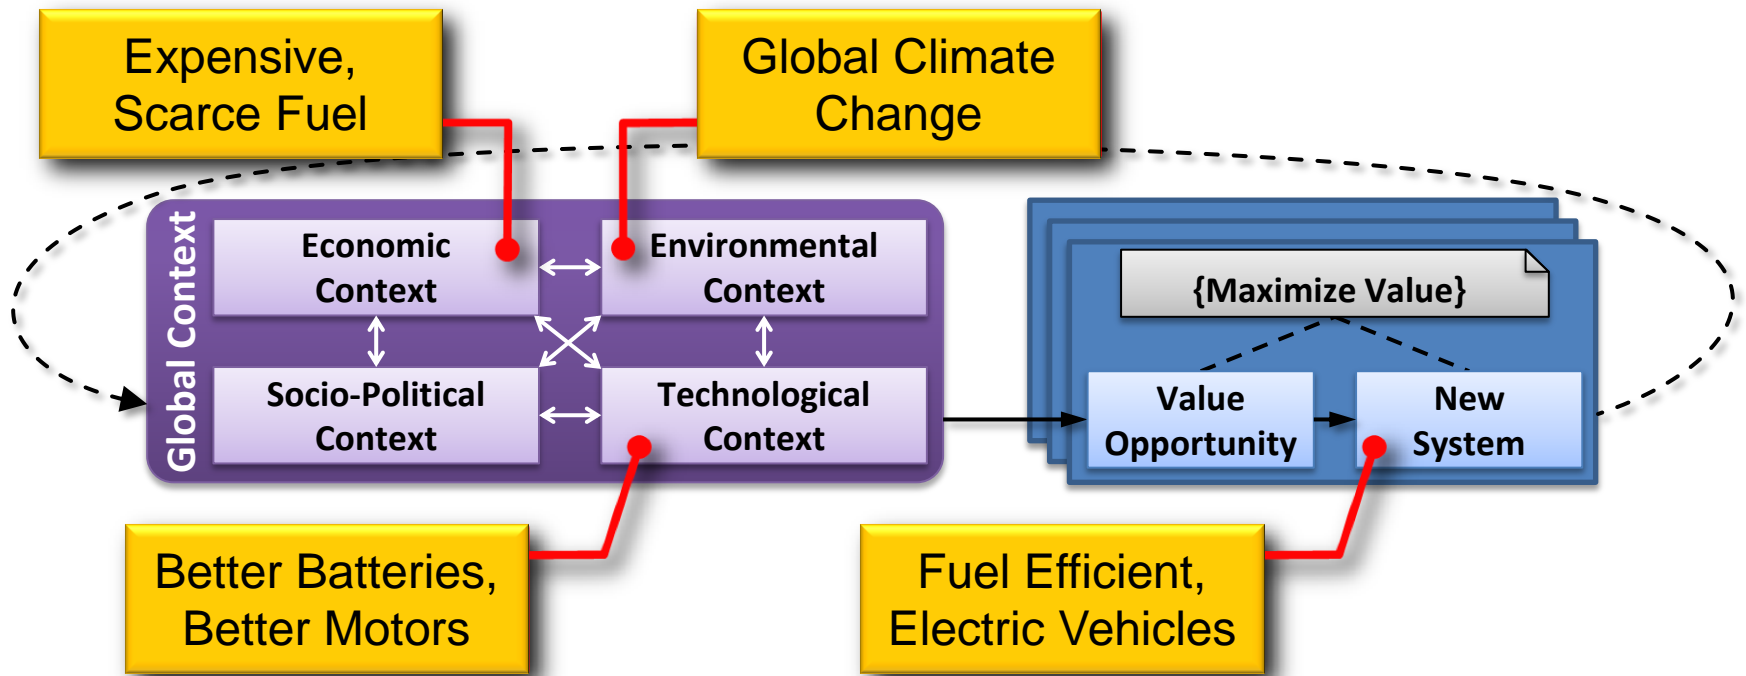 Expensive,
Scarce Fuel
Global Climate
Change
Global Context
Economic
Context
Environmental
Context
Socio-Political
Context
Technological
Context
{Maximize Value}
Value
Opportunity
New
System
Better Batteries,
Better Motors
Fuel Efficient,
Electric Vehicles